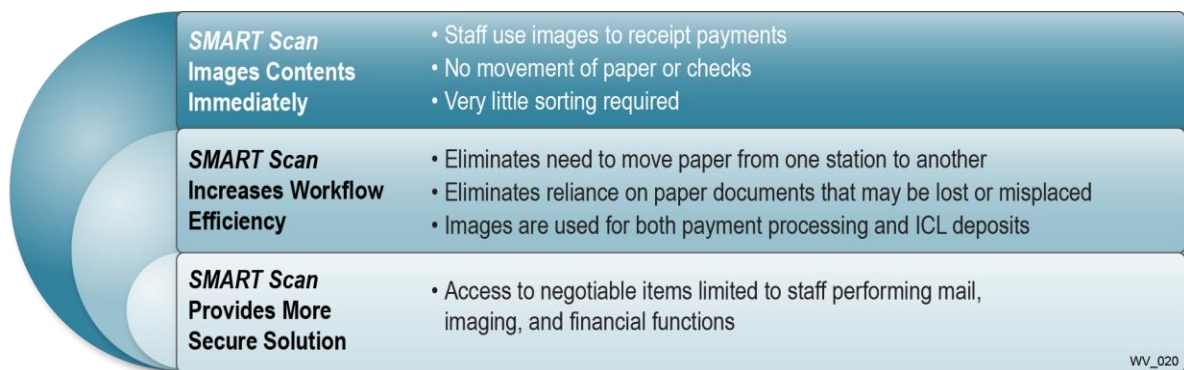 SMART Scan
Images Contents
Immediately
• Staff use images to receipt payments
• No movement of paper or checks
• Very little sorting required
SMART Scan
Increases Workflow
Efficiency
• Eliminates need to move paper from one station to another
• Eliminates reliance on paper documents that may be lost or misplaced
• Images are used for both payment processing and ICL deposits
SMART Scan
Provides More
Secure Solution
• Access to negotiable items limited to staff performing mail,
imaging, and financial functions
WV_020